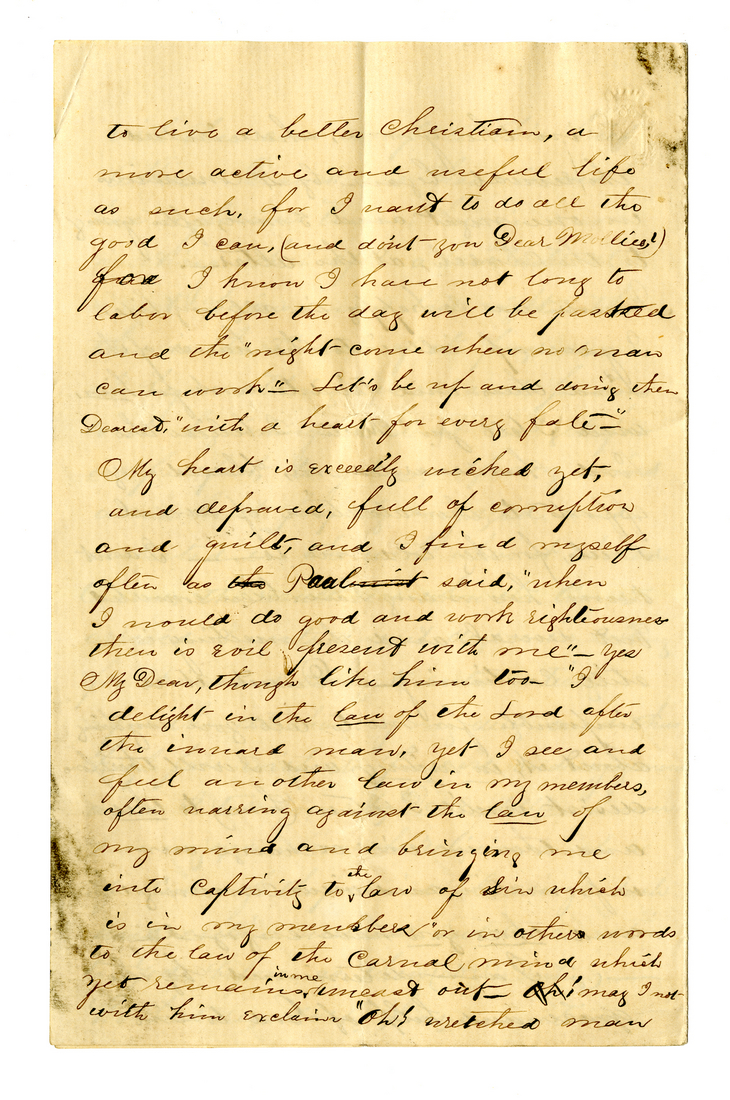 to live a better Christian, a
more active and useful life
as such, for I want to do all the
good I can, (and don't you Dear Mollie,!)
for I know I have not long to
labor before the day will be passed
and the "night come when no man
can work" — Let's be up and doing then
Dearest, "with a heart for every fate —"
My heart is exceedly wicked yet,
and depraved, full of corruption
and guilt, and I find myself
often as the Paalmist said, "when
I would do good and work righteousness
then is evil present with me" — yes
My Dear, though like him too — "I
delight in the law of the Lord after
the inward man, yet I see and
feel another law in my members,
often warring against the law of
my mind and bringing me
into captivity to the law of sin which
is in my members" or in others words
to the law of the carnal mind which
yet remains in me, uncast out — Oh! may I not
with him exclaim "Oh! wretched man